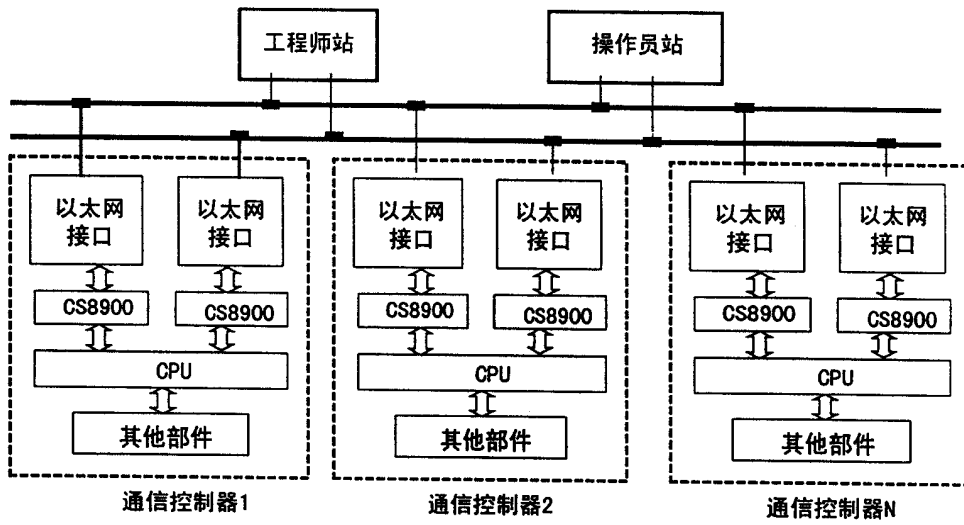 工程师站
操作员站
以太网
接口
以太网
接口
以太网
接口
以太网
接口
以太网
接口
以太网
接口
CS8900
CS8900
CS8900
CS8900
CS8900
CS8900
CPU
CPU
CPU
其他部件
其他部件
其他部件
通信控制器1
通信控制器2
通信控制器N